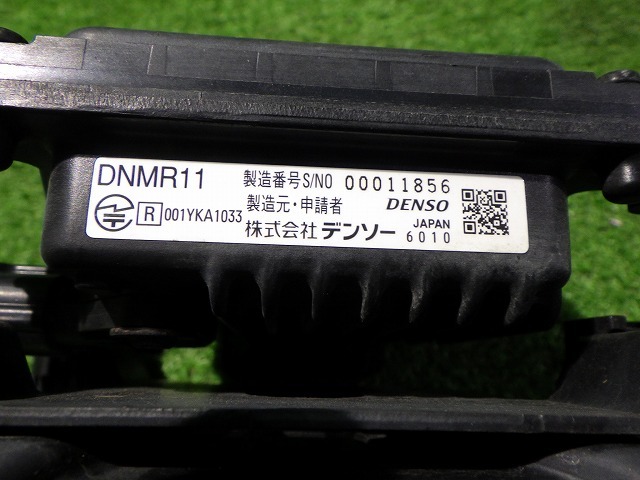 DNMR11
製造番号 S/NO 00011856
R 001YKA1033
製造元・申請者 DENSO
株式会社 デンソー JAPAN
6010